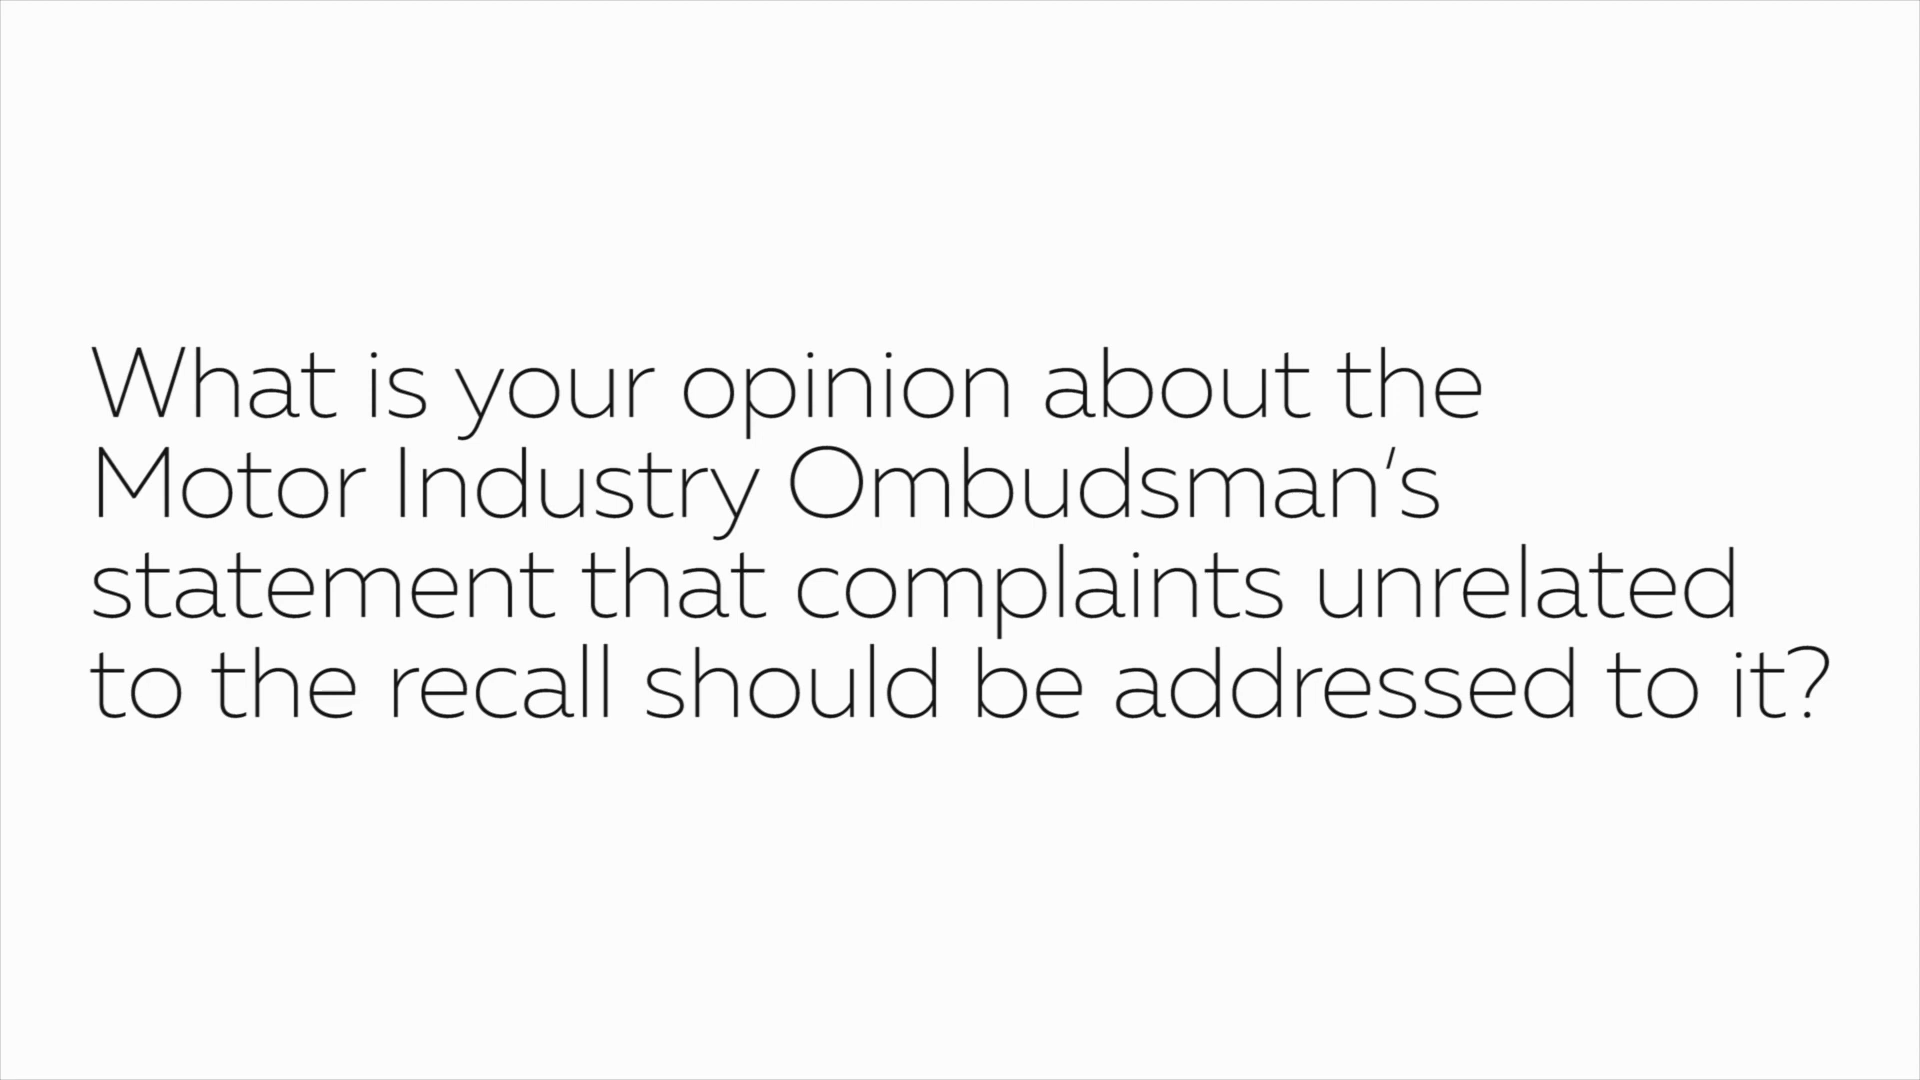 What is your opinion about the
Motor Industry Ombudsman’s
statement that complaints unrelated
to the recall should be addressed to it?